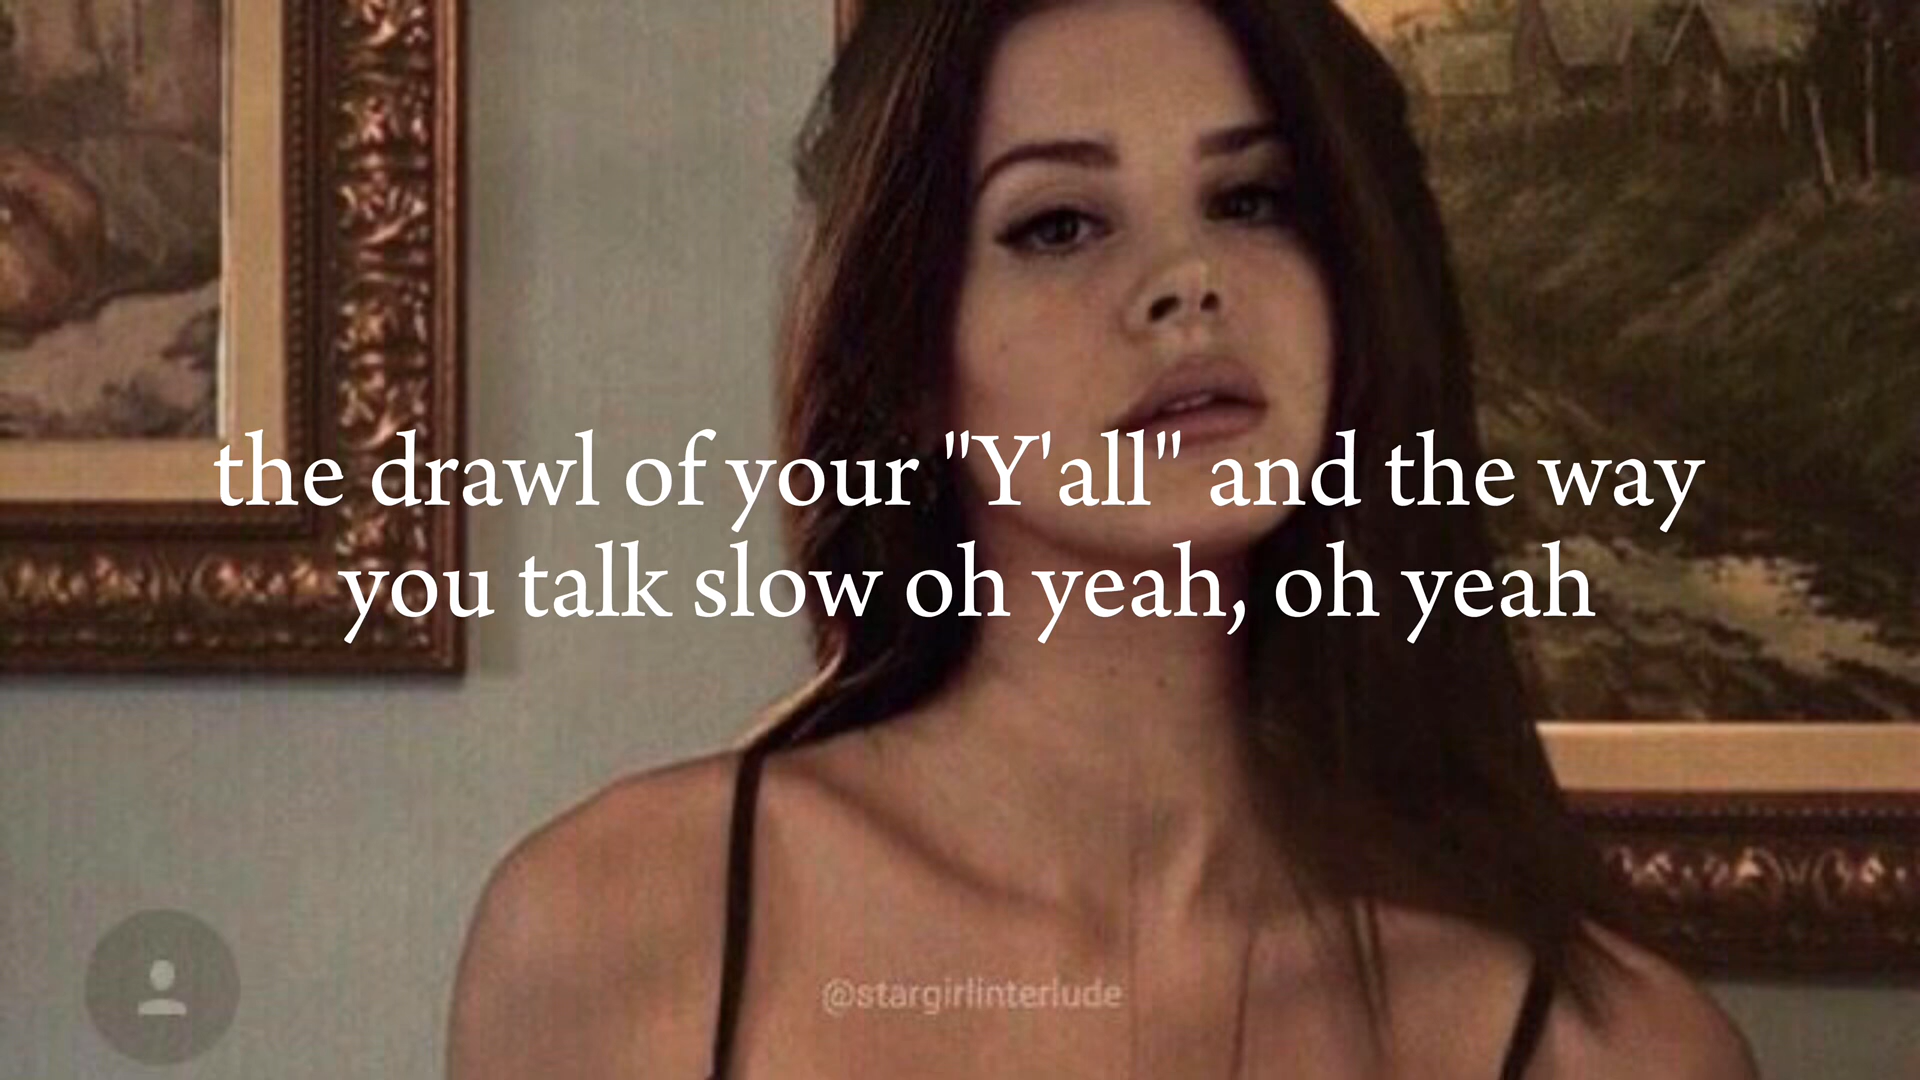 the drawl of your "Y'all" and the way
you talk slow oh yeah, oh yeah
@stargirlinterlude